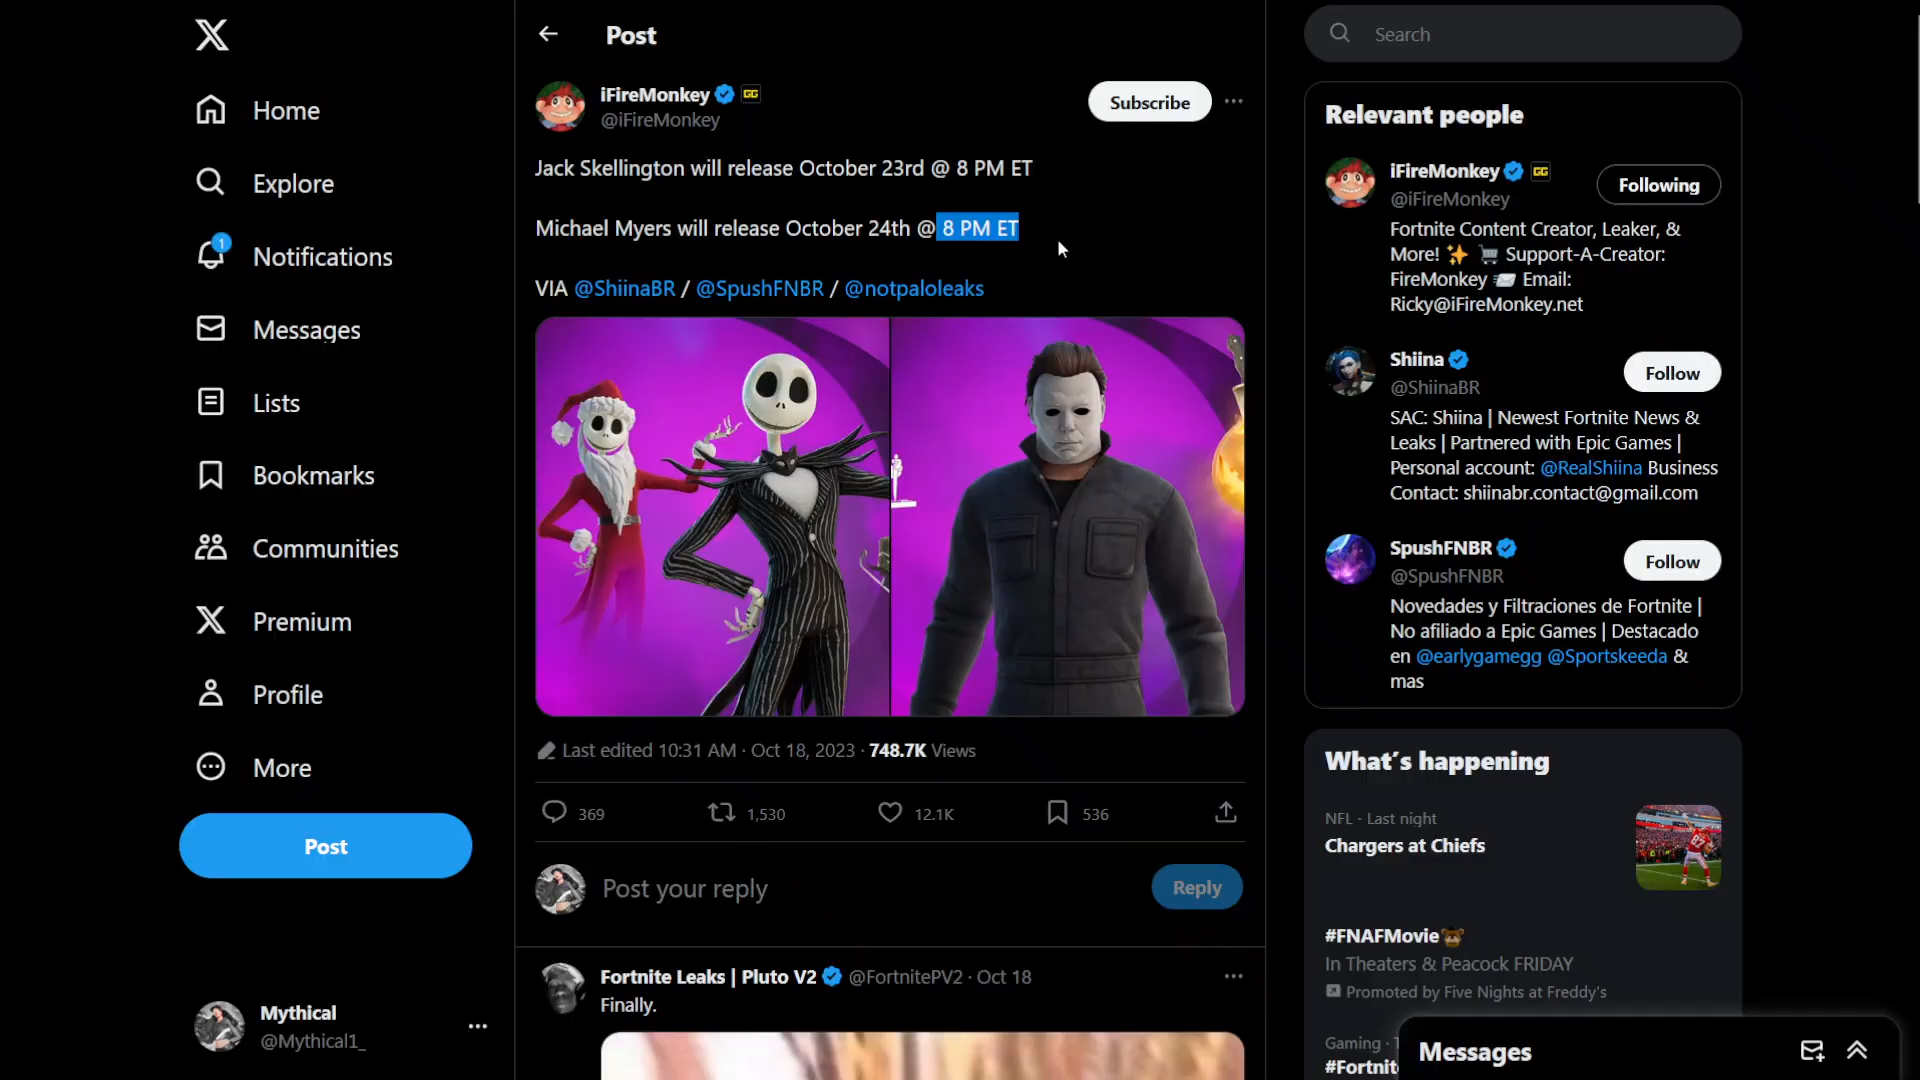 Home
Explore
1
Notifications
Messages
Lists
Bookmarks
Communities
Premium
Profile
More
Post
Mythical
@Mythical1_
Post
iFireMonkey GG
@iFireMonkey
Subscribe
Jack Skellington will release October 23rd @ 8 PM ET
Michael Myers will release October 24th @ 8 PM ET
VIA @ShiinaBR / @SpushFNBR / @notpaloleaks
Last edited 10:31 AM · Oct 18, 2023 · 748.7K Views
369 1,530 12.1K 536
Post your reply
Reply
Fortnite Leaks | Pluto V2 @FortnitePV2 · Oct 18
Finally.
Search
Relevant people
iFireMonkey GG
@iFireMonkey
Following
Fortnite Content Creator, Leaker, &
More! ✨ 🛒 Support-A-Creator:
FireMonkey 📨 Email:
Ricky@iFireMonkey.net
Shiina
@ShiinaBR
Follow
SAC: Shiina | Newest Fortnite News &
Leaks | Partnered with Epic Games |
Personal account: @RealShiina Business
Contact: shiinabr.contact@gmail.com
SpushFNBR
@SpushFNBR
Follow
Novedades y Filtraciones de Fortnite |
No afiliado a Epic Games | Destacado
en @earlygamegg @Sportskeeda &
mas
What's happening
NFL · Last night
Chargers at Chiefs
87
#FNAFMovie
In Theaters & Peacock FRIDAY
Promoted by Five Nights at Freddy's
Gaming ·
#Fortnit
Messages